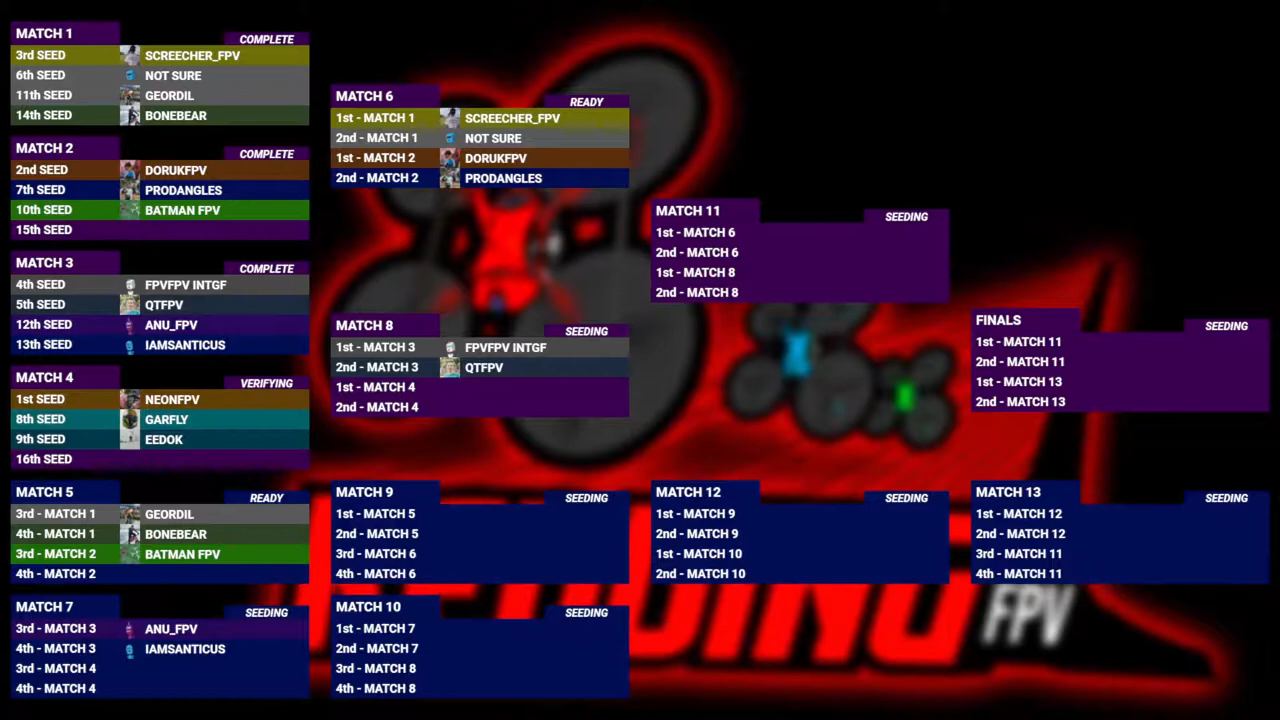 MATCH 1
COMPLETE
3rd SEED SCREECHER_FPV
6th SEED NOT SURE
11th SEED GEORDIL
14th SEED BONEBEAR
MATCH 2
COMPLETE
2nd SEED DORUKFPV
7th SEED PRODANGLES
10th SEED BATMAN FPV
15th SEED
MATCH 3
COMPLETE
4th SEED FPVFPV INTGF
5th SEED QTFPV
12th SEED ANU_FPV
13th SEED IAMSANTICUS
MATCH 4
VERIFYING
1st SEED NEONFPV
8th SEED GARFLY
9th SEED EEDOK
16th SEED
MATCH 5
READY
3rd - MATCH 1 GEORDIL
4th - MATCH 1 BONEBEAR
3rd - MATCH 2 BATMAN FPV
4th - MATCH 2
MATCH 7
SEEDING
3rd - MATCH 3 ANU_FPV
4th - MATCH 3 IAMSANTICUS
3rd - MATCH 4
4th - MATCH 4
MATCH 6
READY
1st - MATCH 1 SCREECHER_FPV
2nd - MATCH 1 NOT SURE
1st - MATCH 2 DORUKFPV
2nd - MATCH 2 PRODANGLES
MATCH 8
SEEDING
1st - MATCH 3 FPVFPV INTGF
2nd - MATCH 3 QTFPV
1st - MATCH 4
2nd - MATCH 4
MATCH 9
SEEDING
1st - MATCH 5
2nd - MATCH 5
3rd - MATCH 6
4th - MATCH 6
MATCH 10
SEEDING
1st - MATCH 7
2nd - MATCH 7
3rd - MATCH 8
4th - MATCH 8
MATCH 11
SEEDING
1st - MATCH 6
2nd - MATCH 6
1st - MATCH 8
2nd - MATCH 8
MATCH 12
SEEDING
1st - MATCH 9
2nd - MATCH 9
1st - MATCH 10
2nd - MATCH 10
FINALS
SEEDING
1st - MATCH 11
2nd - MATCH 11
1st - MATCH 13
2nd - MATCH 13
MATCH 13
SEEDING
1st - MATCH 12
2nd - MATCH 12
3rd - MATCH 11
4th - MATCH 11
FPV